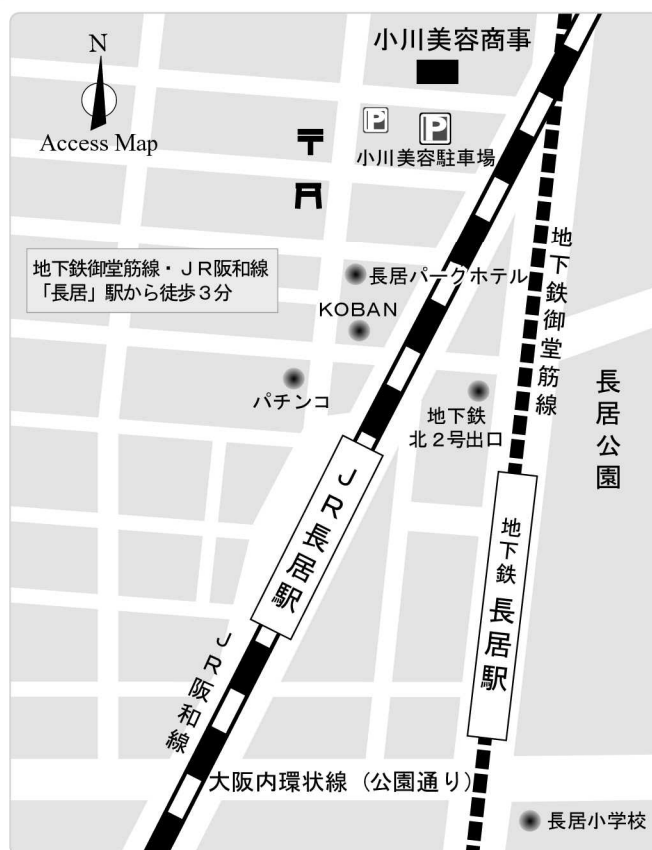 小川美容商事
N
Access Map
P
P
小川美容駐車場
地下鉄御堂筋線・ＪＲ阪和線
「長居」駅から徒歩３分
地下鉄御堂筋線
長居パークホテル
KOBAN
パチンコ
地下鉄
北２号出口
長居公園
ＪＲ長居駅
地下鉄 長居駅
ＪＲ阪和線
大阪内環状線（公園通り）
長居小学校